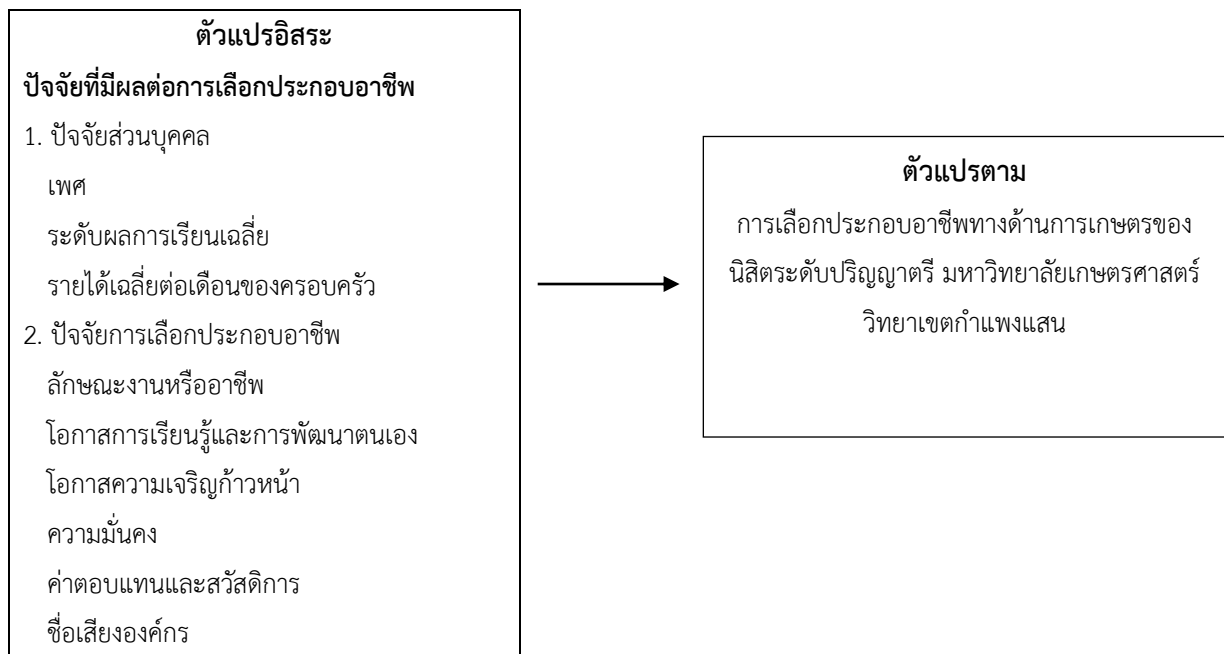 ตัวแปรอิสระ
ปัจจัยที่มีผลต่อการเลือกประกอบอาชีพ
1. ปัจจัยส่วนบุคคล
เพศ
ระดับผลการเรียนเฉลี่ย
รายได้เฉลี่ยต่อเดือนของครอบครัว
2. ปัจจัยการเลือกประกอบอาชีพ
ลักษณะงานหรืออาชีพ
โอกาสการเรียนรู้และการพัฒนาตนเอง
โอกาสความเจริญก้าวหน้า
ความมั่นคง
ค่าตอบแทนและสวัสดิการ
ชื่อเสียงองค์กร
ตัวแปรตาม
การเลือกประกอบอาชีพทางด้านการเกษตรของ
นิสิตระดับปริญญาตรี มหาวิทยาลัยเกษตรศาสตร์
วิทยาเขตกำแพงแสน